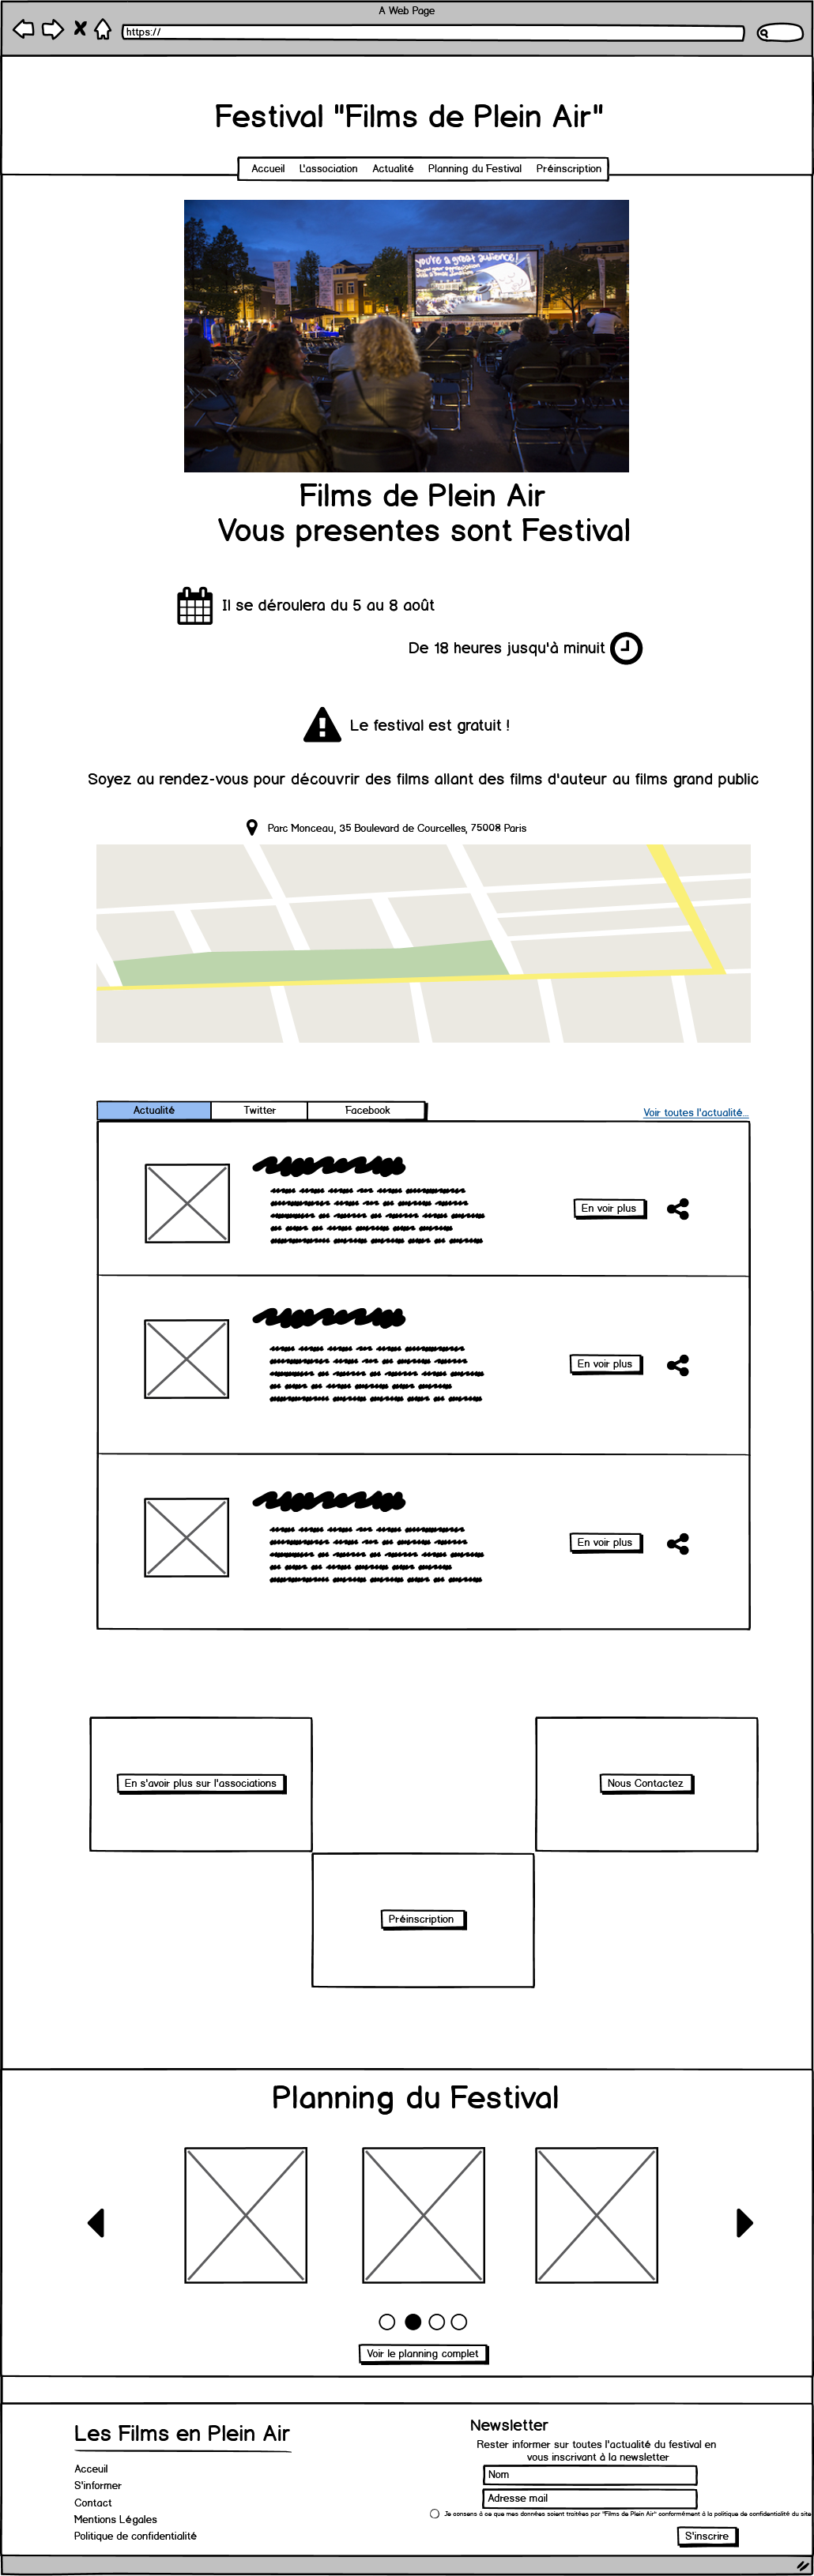 A Web Page
https://
Festival "Films de Plein Air"
Accueil L'association Actualité Planning du Festival Préinscription
You're a great audience!
Films de Plein Air
Vous presentes sont Festival
Il se déroulera du 5 au 8 août
De 18 heures jusqu'à minuit
Le festival est gratuit !
Soyez au rendez-vous pour découvrir des films allant des films d'auteur au films grand public
Parc Monceau, 35 Boulevard de Courcelles, 75008 Paris
Actualité Twitter Facebook Voir toutes l'actualité...
En voir plus
En voir plus
En voir plus
En s'avoir plus sur l'associations
Nous Contactez
Préinscription
Planning du Festival
Voir le planning complet
Les Films en Plein Air
Acceuil
S'informer
Contact
Mentions Légales
Politique de confidentialité
Newsletter
Rester informer sur toutes l'actualité du festival en
vous inscrivant à la newsletter
Nom
Adresse mail
Je consens à ce que mes données soient traitées par "Films de Plein Air" conformément à la politique de confidentialité du site
S'inscrire